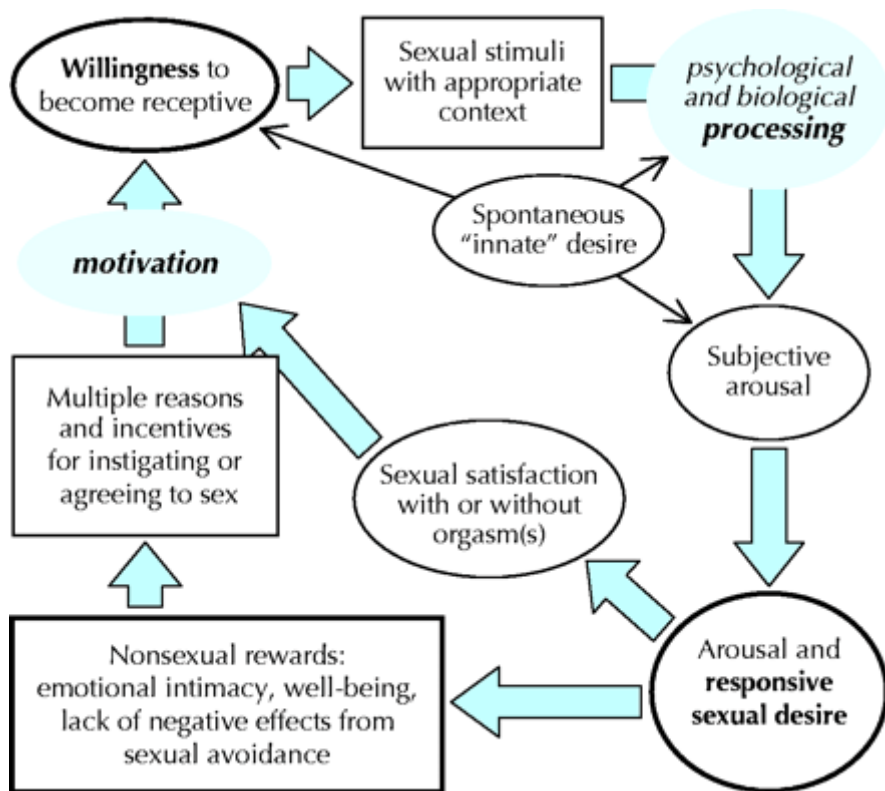 Willingness to
become receptive
Sexual stimuli
with appropriate
context
psychological
and biological
processing
Spontaneous
“innate” desire
motivation
Subjective
arousal
Multiple reasons
and incentives
for instigating or
agreeing to sex
Sexual satisfaction
with or without
orgasm(s)
Nonsexual rewards:
emotional intimacy, well-being,
lack of negative effects from
sexual avoidance
Arousal and
responsive
sexual desire